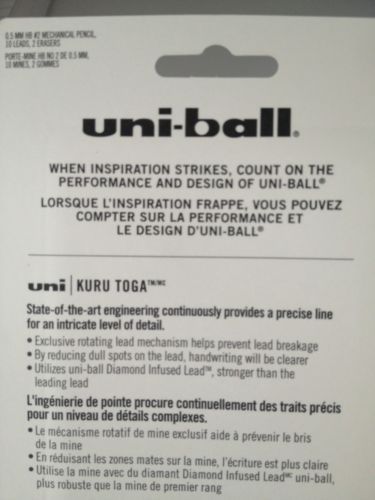 0.5 MM HB #2 MECHANICAL PENCIL,
10 LEADS, 2 ERASERS
PORTE-MINE HB NO 2 DE 0.5 MM,
10 MINES, 2 GOMMES
uni-ball®
WHEN INSPIRATION STRIKES, COUNT ON THE
PERFORMANCE AND DESIGN OF UNI-BALL®
LORSQUE L'INSPIRATION FRAPPE, VOUS POUVEZ
COMPTER SUR LA PERFORMANCE ET
LE DESIGN D'UNI-BALL®
uni | KURU TOGA™/MC
State-of-the-art engineering continuously provides a precise line
for an intricate level of detail.
• Exclusive rotating lead mechanism helps prevent lead breakage
• By reducing dull spots on the lead, handwriting will be clearer
• Utilizes uni-ball Diamond Infused Lead™, stronger than the
leading lead
L'ingénierie de pointe procure continuellement des traits précis
pour un niveau de détails complexes.
• Le mécanisme rotatif de mine exclusif aide à prévenir le bris
de la mine
• En réduisant les zones mates sur la mine, l'écriture est plus claire
• Utilise la mine avec du diamant Diamond Infused Lead MC uni-ball,
plus robuste que la mine de premier rang